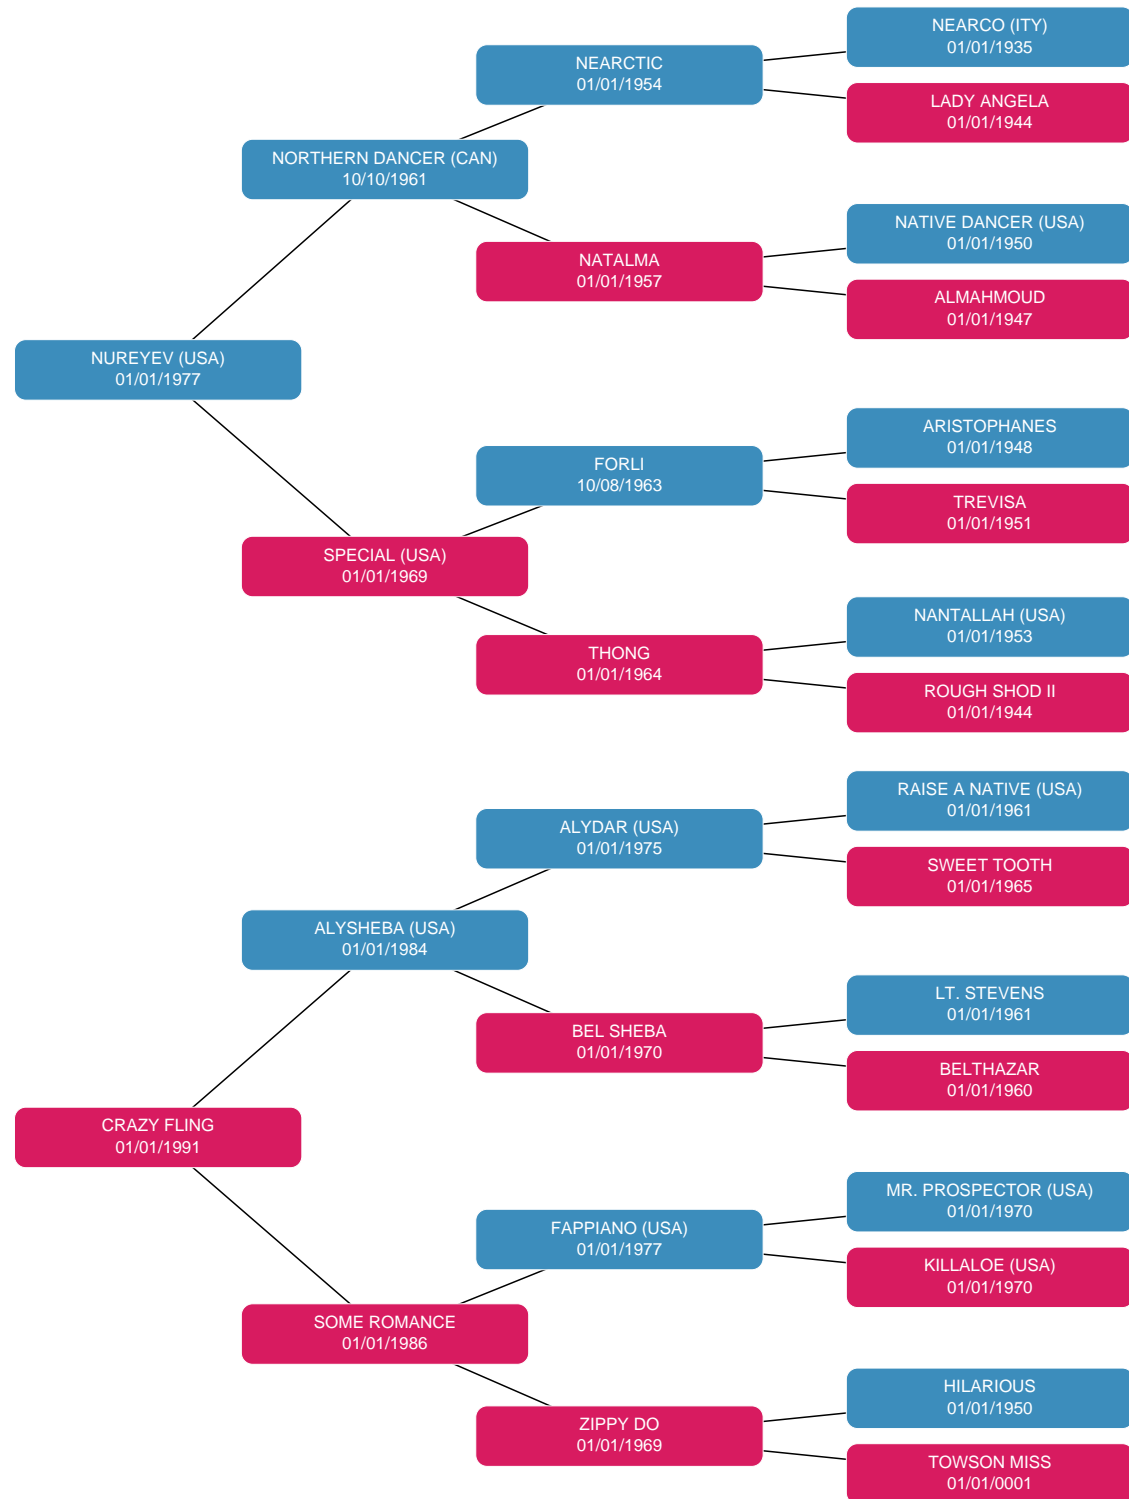 NEARCO (ITY)
01/01/1935
NEARCTIC
01/01/1954
LADY ANGELA
01/01/1944
NORTHERN DANCER (CAN)
10/10/1961
NATIVE DANCER (USA)
01/01/1950
NATALMA
01/01/1957
ALMAHMOUD
01/01/1947
NUREYEV (USA)
01/01/1977
ARISTOPHANES
01/01/1948
FORLI
10/08/1963
TREVISA
01/01/1951
SPECIAL (USA)
01/01/1969
NANTALLAH (USA)
01/01/1953
THONG
01/01/1964
ROUGH SHOD II
01/01/1944
RAISE A NATIVE (USA)
01/01/1961
ALYDAR (USA)
01/01/1975
SWEET TOOTH
01/01/1965
ALYSHEBA (USA)
01/01/1984
LT. STEVENS
01/01/1961
BEL SHEBA
01/01/1970
BELTHAZAR
01/01/1960
CRAZY FLING
01/01/1991
MR. PROSPECTOR (USA)
01/01/1970
FAPPIANO (USA)
01/01/1977
KILLALOE (USA)
01/01/1970
SOME ROMANCE
01/01/1986
HILARIOUS
01/01/1950
ZIPPY DO
01/01/1969
TOWSON MISS
01/01/0001